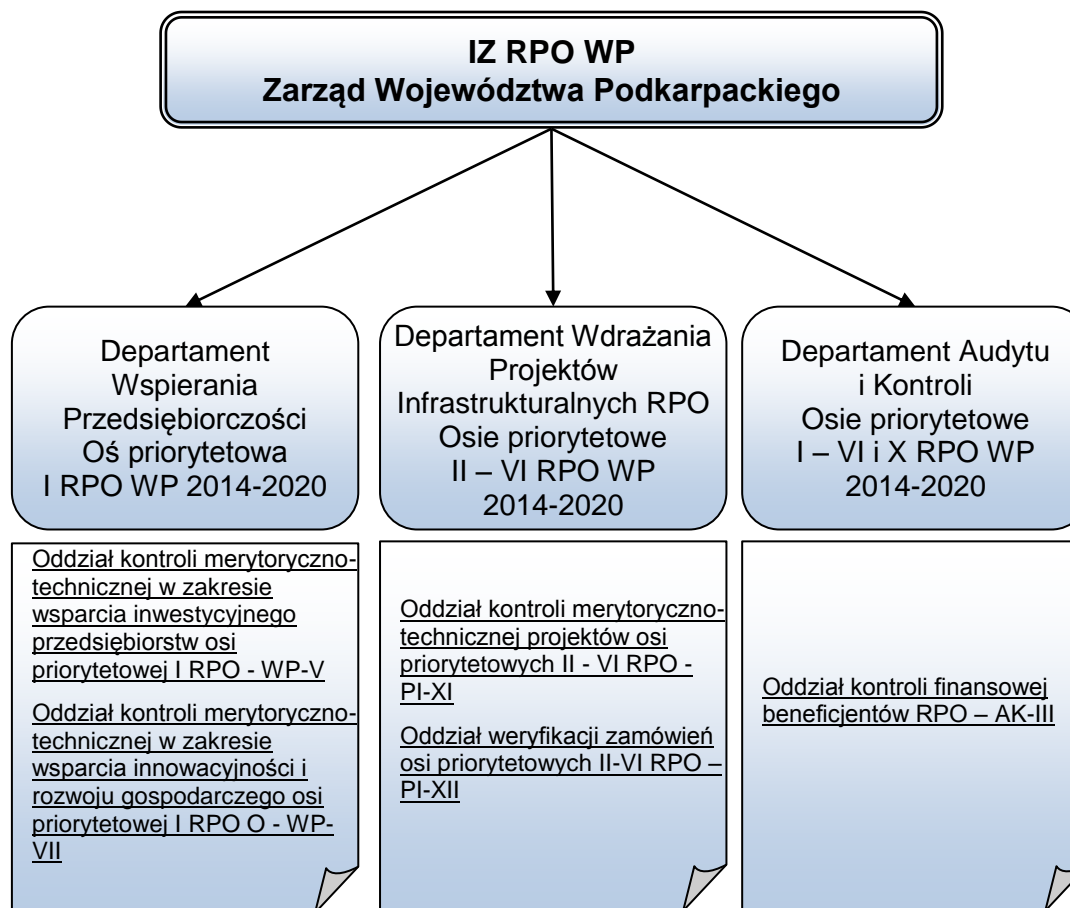 IZ RPO WP
Zarząd Województwa Podkarpackiego
Departament
Wspierania
Przedsiębiorczości
Oś priorytetowa
I RPO WP 2014-2020
Departament Wdrażania
Projektów
Infrastrukturalnych RPO
Osie priorytetowe
II – VI RPO WP
2014-2020
Departament Audytu
i Kontroli
Osie priorytetowe
I – VI i X RPO WP
2014-2020
Oddział kontroli merytoryczno-
technicznej w zakresie
wsparcia inwestycyjnego
przedsiębiorstw osi
priorytetowej I RPO - WP-V
Oddział kontroli merytoryczno-
technicznej w zakresie
wsparcia innowacyjności i
rozwoju gospodarczego osi
priorytetowej I RPO O - WP-
VII
Oddział kontroli merytoryczno-
technicznej projektów osi
priorytetowych II - VI RPO -
PI-XI
Oddział weryfikacji zamówień
osi priorytetowych II-VI RPO –
PI-XII
Oddział kontroli finansowej
beneficjentów RPO – AK-III